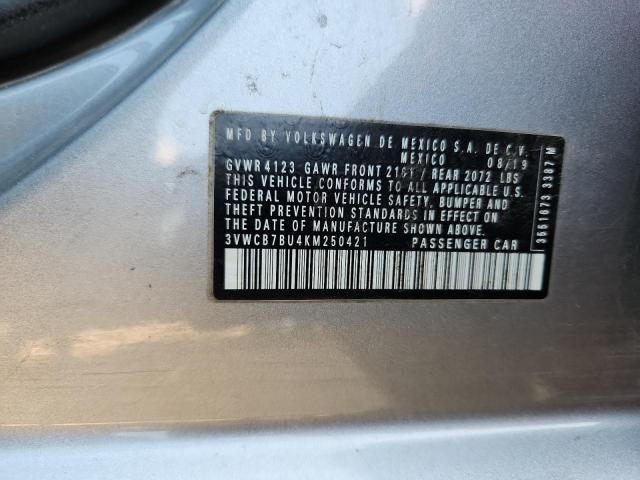 MFD BY VOLKSWAGEN DE MEXICO S.A. DE C.V.
MEXICO 08/19
GVWR 4123 GAWR FRONT 2161 / REAR 2072 LBS
THIS VEHICLE CONFORMS TO ALL APPLICABLE U.S.
FEDERAL MOTOR VEHICLE SAFETY, BUMPER AND
THEFT PREVENTION STANDARDS IN EFFECT ON
THE DATE OF MANUFACTURE SHOWN ABOVE.
3VWCB7BU4KM250421 PASSENGER CAR
3551873 3387 M